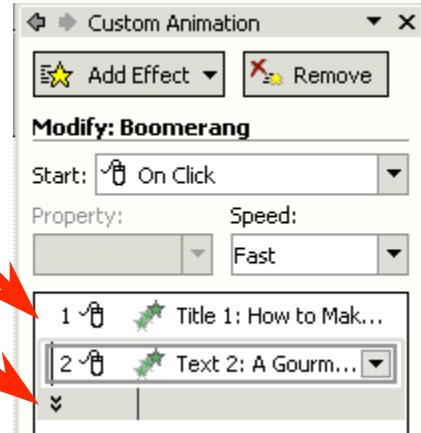 Custom Animation
Add Effect Remove
Modify: Boomerang
Start: On Click
Property: Speed:
Fast
1 Title 1: How to Mak...
2 Text 2: A Gourm...